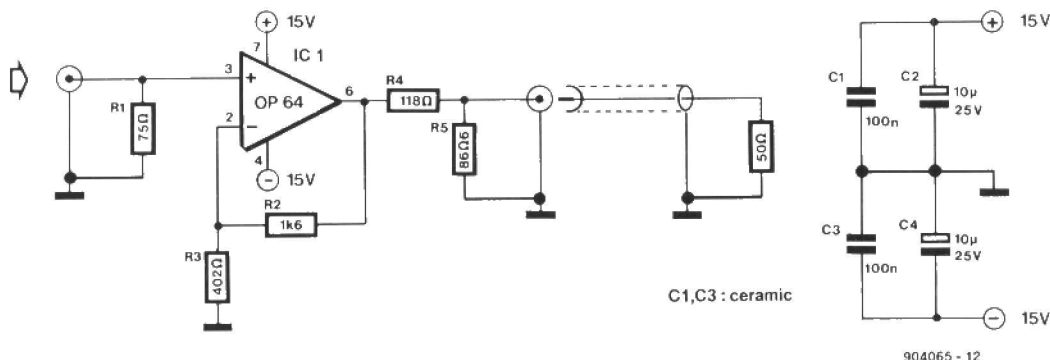 15V
7
IC 1
3
+
OP 64
6
R4
118Ω
R1
75Ω
2
−
4
15V
R5
86Ω6
50Ω
R2
1k6
R3
402Ω
C1,C3 : ceramic
+ 15V
C1
100n
C2
10µ
25V
C3
100n
C4
10µ
25V
− 15V
904065 - 12